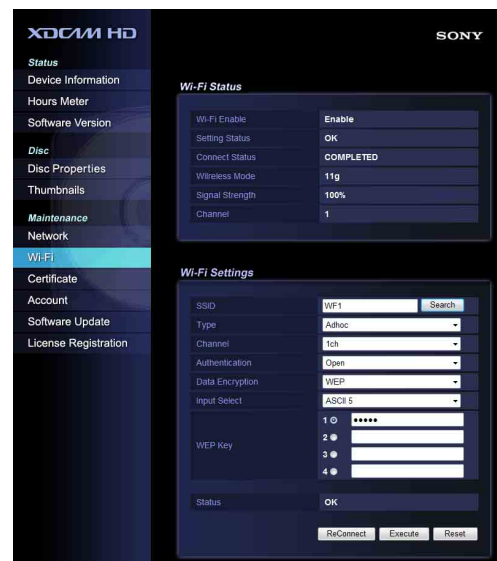 XDCAM HD
SONY
Status
Device Information
Hours Meter
Software Version
Disc
Disc Properties
Thumbnails
Maintenance
Network
Wi-Fi
Certificate
Account
Software Update
License Registration
Wi-Fi Status
Wi-Fi Enable Enable
Setting Status OK
Connect Status COMPLETED
Wilreless Mode 11g
Signal Strength 100%
Channel 1
Wi-Fi Settings
SSID WF1 Search
Type Adhoc
Channel 1ch
Authentication Open
Data Encryption WEP
Input Select ASCII 5
WEP Key
1 •••••
2
3
4
Status OK
ReConnect Execute Reset